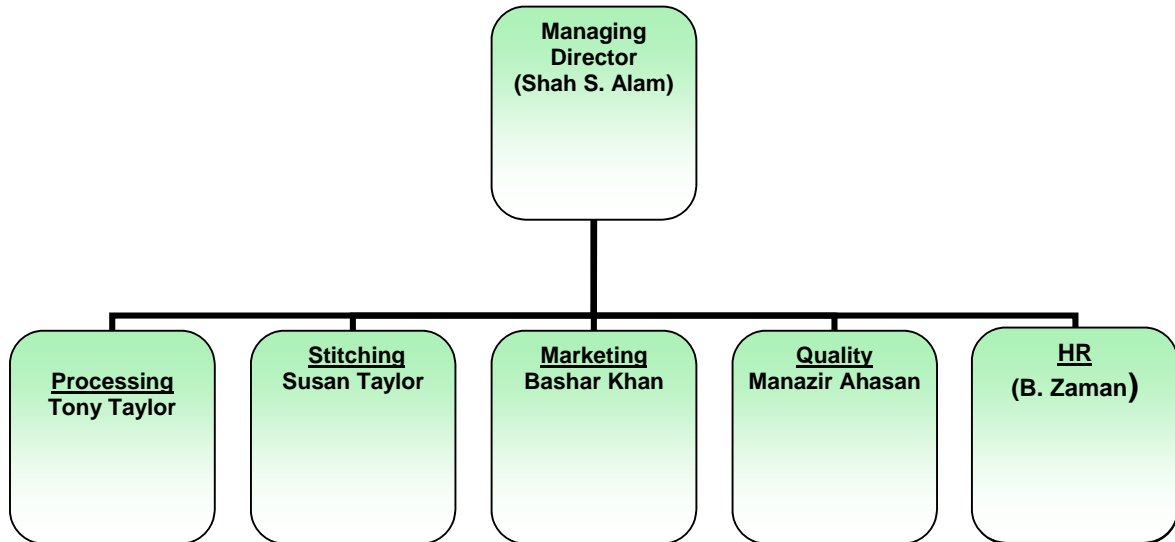 Managing
Director
(Shah S. Alam)
Processing
Tony Taylor
Stitching
Susan Taylor
Marketing
Bashar Khan
Quality
Manazir Ahasan
HR
(B. Zaman)